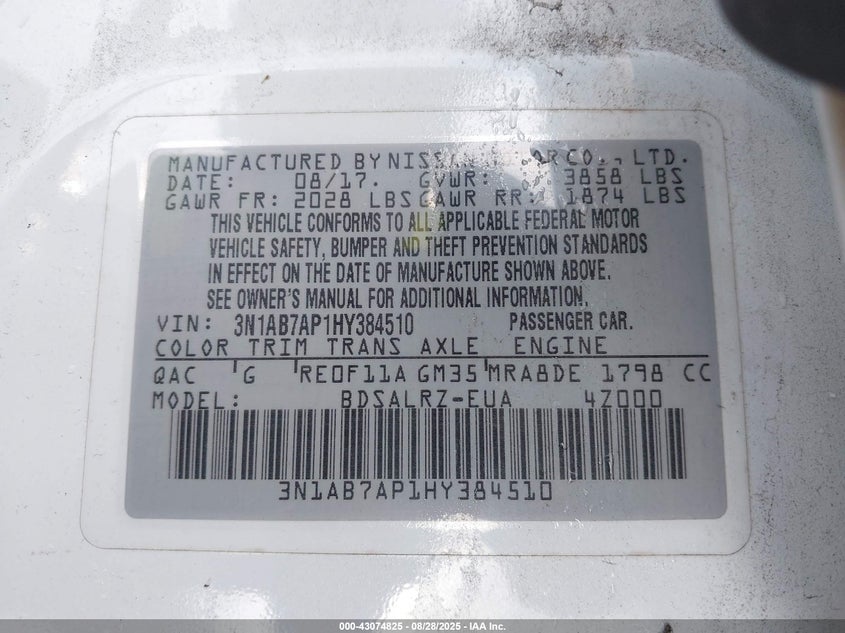 MANUFACTURED BY NISSAN CO., LTD.
DATE: 08/17. GVWR: 3858 LBS
GAWR FR: 2028 LBS GAWR RR: 1874 LBS
THIS VEHICLE CONFORMS TO ALL APPLICABLE FEDERAL MOTOR
VEHICLE SAFETY, BUMPER AND THEFT PREVENTION STANDARDS
IN EFFECT ON THE DATE OF MANUFACTURE SHOWN ABOVE.
SEE OWNER'S MANUAL FOR ADDITIONAL INFORMATION.
VIN: 3N1AB7AP1HY384510 PASSENGER CAR.
COLOR TRIM TRANS AXLE ENGINE
QAC G RE0F11A GM35 MRA8DE 1798 CC
MODEL: BDSALRZ-EUA 4Z000
3N1AB7AP1HY384510
000-43074825 - 08/28/2025 - IAA Inc.